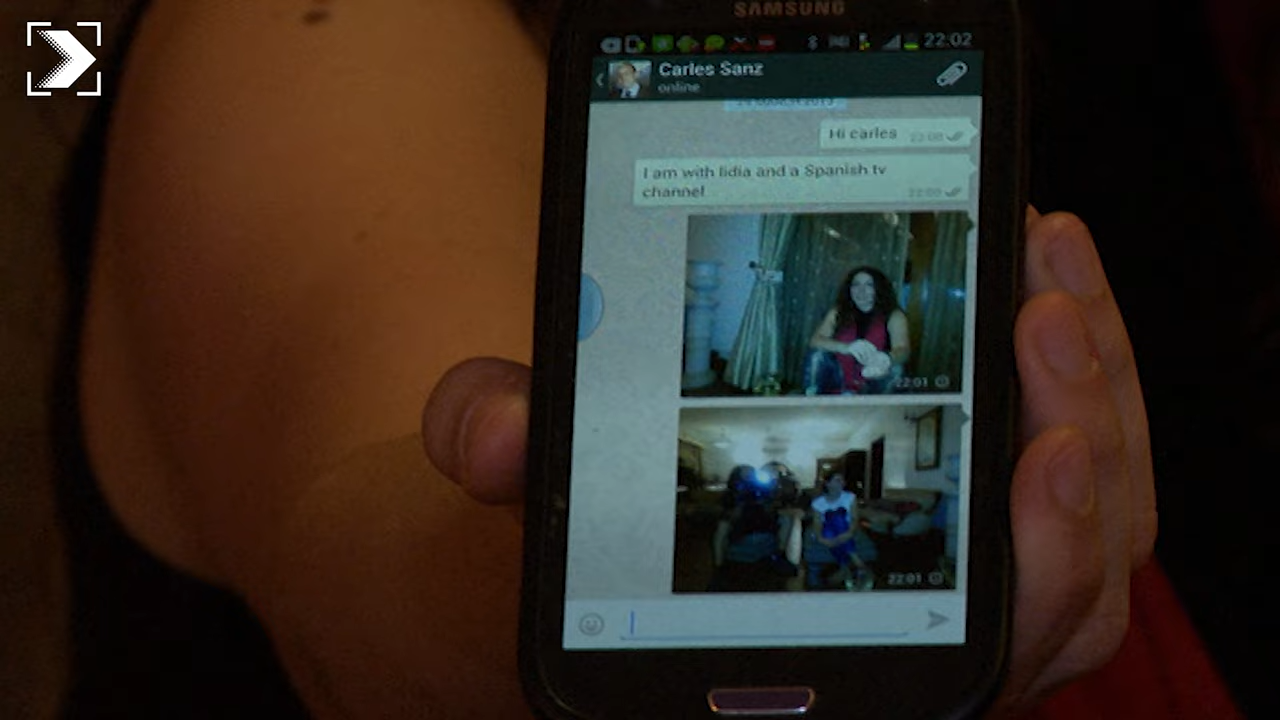 SAMSUNG
22:02
Carles Sanz
online
Hi carles 22:00
I am with lidia and a Spanish tv
channel 22:00
22:01
22:01